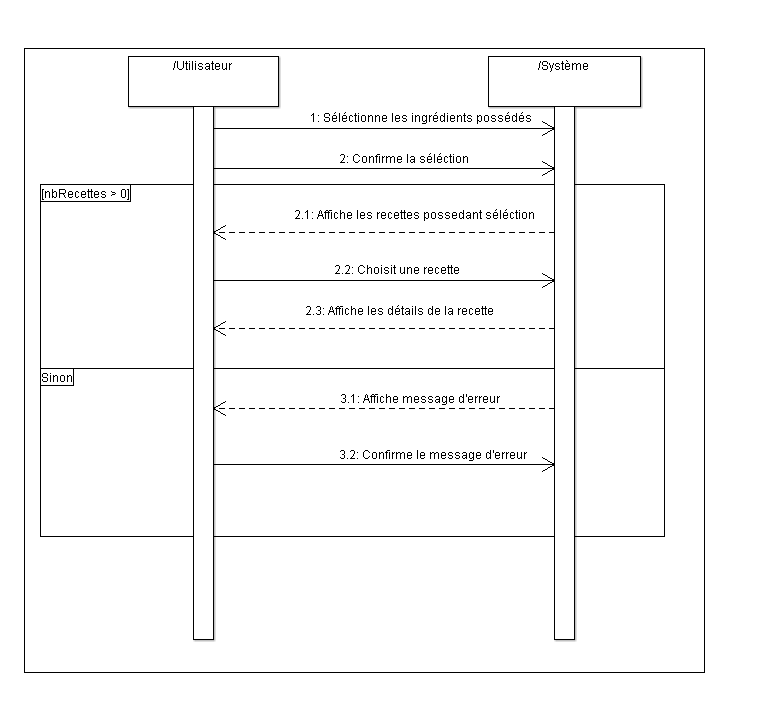 /Utilisateur
/Système
1: Séléctionne les ingrédients possédés
2: Confirme la séléction
[nbRecettes > 0]
2.1: Affiche les recettes possedant séléction
2.2: Choisit une recette
2.3: Affiche les détails de la recette
Sinon
3.1: Affiche message d'erreur
3.2: Confirme le message d'erreur